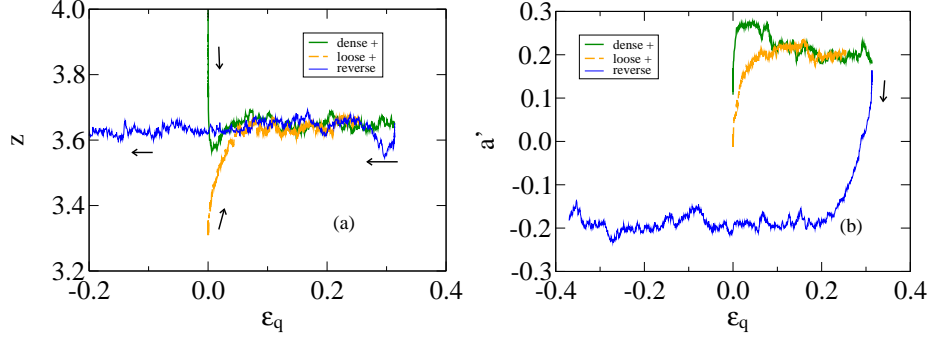 4.0
3.8
3.6
3.4
3.2
z
-0.2
0.0
0.2
0.4
ε_q
dense +
loose +
reverse
(a)
0.3
0.2
0.1
0.0
-0.1
-0.2
-0.3
a'
-0.4
-0.2
0.0
0.2
0.4
ε_q
dense +
loose +
reverse
(b)